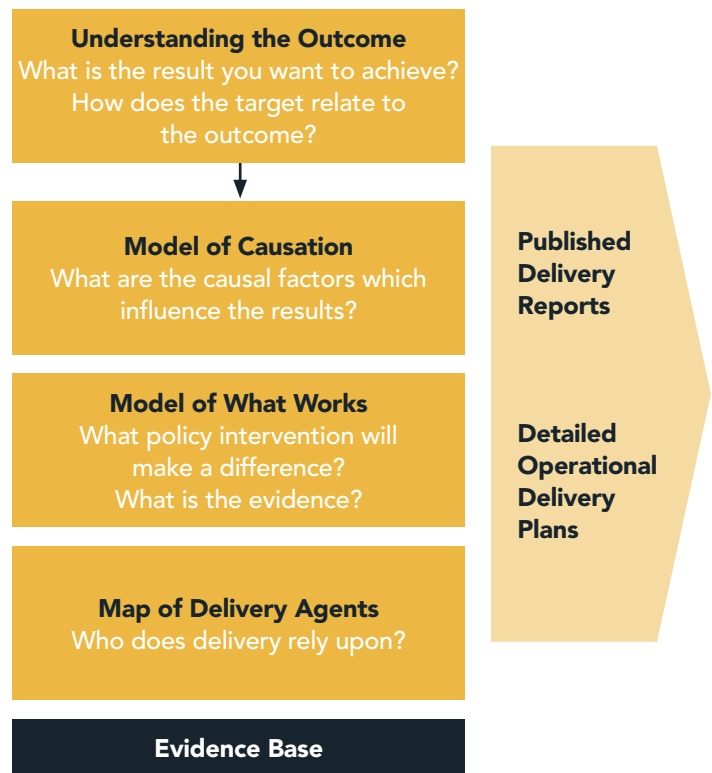 Understanding the Outcome
What is the result you want to achieve?
How does the target relate to
the outcome?
Model of Causation
What are the causal factors which
influence the results?
Model of What Works
What policy intervention will
make a difference?
What is the evidence?
Map of Delivery Agents
Who does delivery rely upon?
Evidence Base
Published
Delivery
Reports
Detailed
Operational
Delivery
Plans